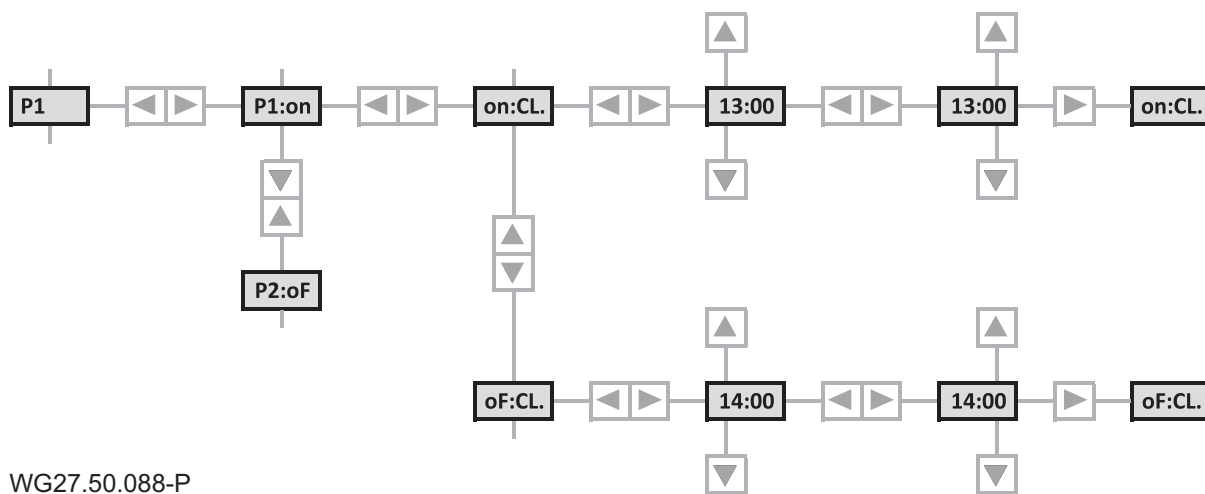 P1 P1:on on:CL. 13:00 13:00 on:CL.
P2:oF
oF:CL. 14:00 14:00 oF:CL.
WG27.50.088-P